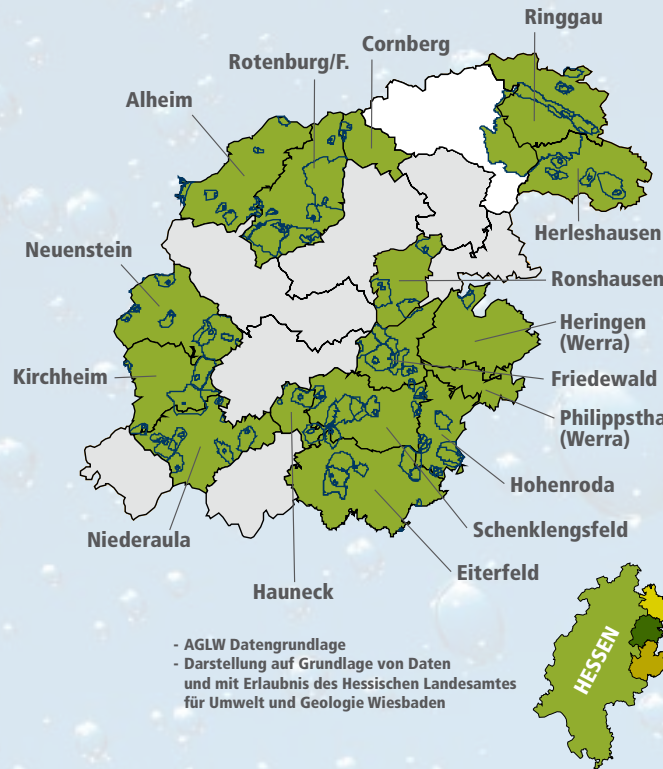 Ringgau
Cornberg
Rotenburg/F.
Alheim
Herleshausen
Neuenstein
Ronshausen
Heringen
(Werra)
Kirchheim
Friedewald
Philippstha
(Werra)
Hohenroda
Schenklengsfeld
Niederaula
Eiterfeld
Hauneck
- AGLW Datengrundlage
- Darstellung auf Grundlage von Daten
und mit Erlaubnis des Hessischen Landesamtes
für Umwelt und Geologie Wiesbaden
HESSEN